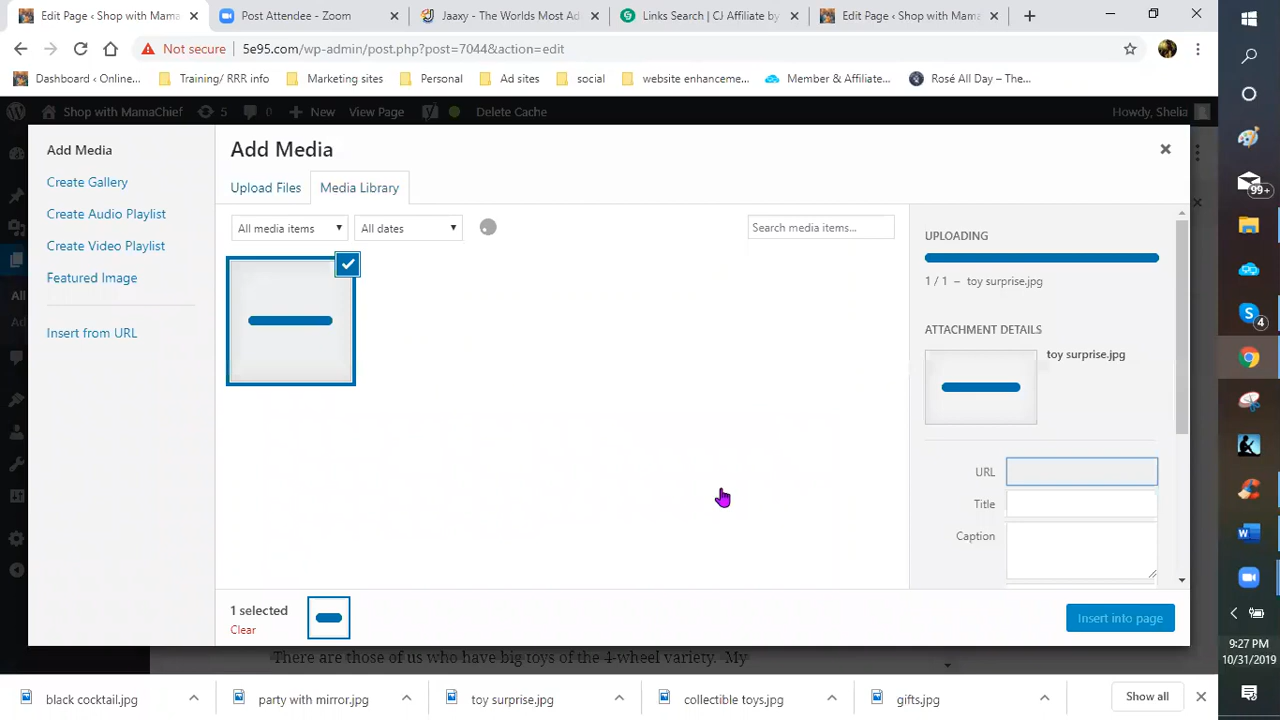 Edit Page ‹ Shop with MamaC
Post Attendee - Zoom
Jaaxy - The Worlds Most Ad
Links Search | CJ Affiliate by
Edit Page ‹ Shop with Mama
Not secure
5e95.com/wp-admin/post.php?post=7044&action=edit
Dashboard ‹ Online...
Training/ RRR info
Marketing sites
Personal
Ad sites
social
website enhanceme...
Member & Affiliate...
Rosé All Day – The...
Shop with MamaChief
5
0
New
View Page
Delete Cache
Howdy, Shelia
Add Media
Create Gallery
Create Audio Playlist
Create Video Playlist
Featured Image
Insert from URL
Add Media
Upload Files
Media Library
All media items
All dates
Search media items...
UPLOADING
1 / 1 – toy surprise.jpg
ATTACHMENT DETAILS
toy surprise.jpg
URL
Title
Caption
1 selected
Clear
Insert into page
There are those of us who have big toys of the 4-wheel variety. My
black cocktail.jpg
party with mirror.jpg
toy surprise.jpg
collectible toys.jpg
gifts.jpg
Show all
99+
4
9:27 PM
10/31/2019